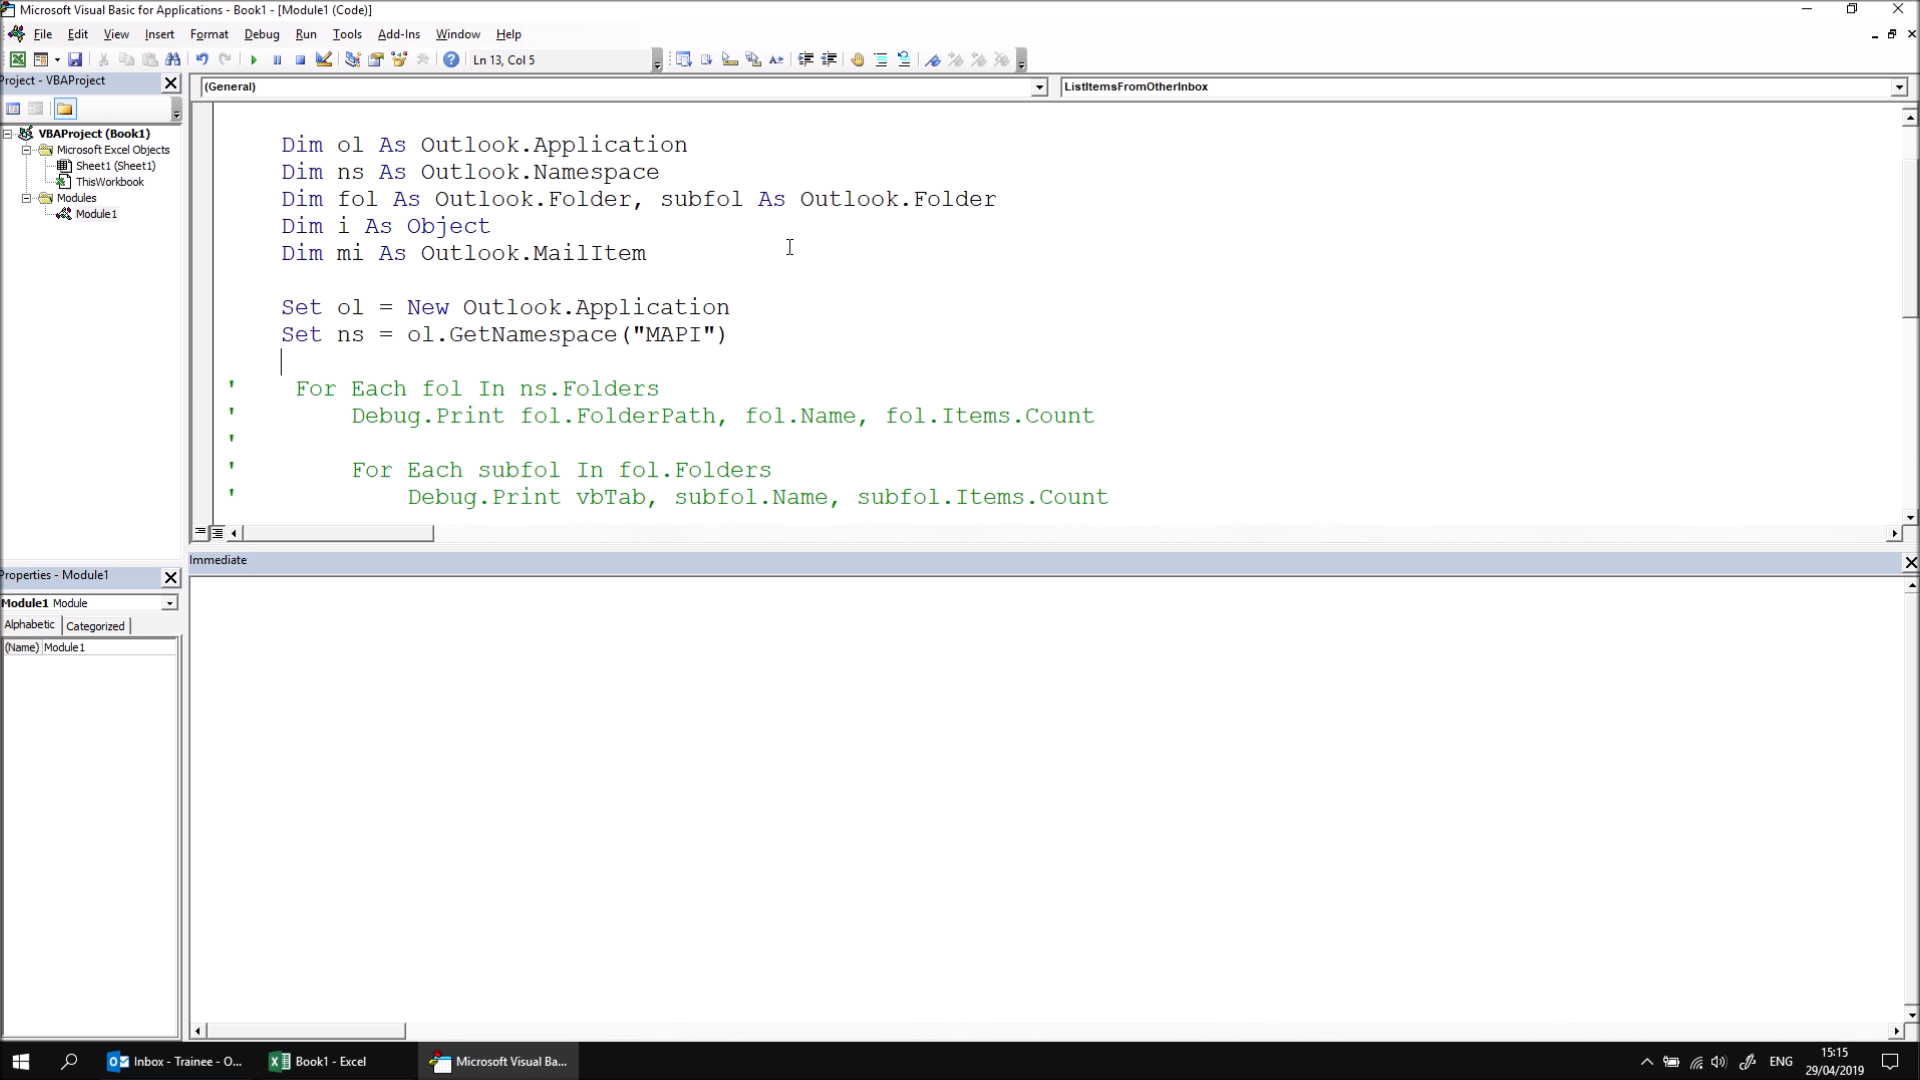 Microsoft Visual Basic for Applications - Book1 - [Module1 (Code)]
File Edit View Insert Format Debug Run Tools Add-Ins Window Help
Ln 13, Col 5
Project - VBAProject
(General)
ListItemsFromOtherInbox
VBAProject (Book1)
Microsoft Excel Objects
Sheet1 (Sheet1)
ThisWorkbook
Modules
Module1
Dim ol As Outlook.Application
Dim ns As Outlook.Namespace
Dim fol As Outlook.Folder, subfol As Outlook.Folder
Dim i As Object
Dim mi As Outlook.MailItem
Set ol = New Outlook.Application
Set ns = ol.GetNamespace("MAPI")
' For Each fol In ns.Folders
' Debug.Print fol.FolderPath, fol.Name, fol.Items.Count
'
' For Each subfol In fol.Folders
' Debug.Print vbTab, subfol.Name, subfol.Items.Count
Immediate
Properties - Module1
Module1 Module
Alphabetic Categorized
(Name) Module1
Inbox - Trainee - O...
Book1 - Excel
Microsoft Visual Ba...
ENG
15:15
29/04/2019